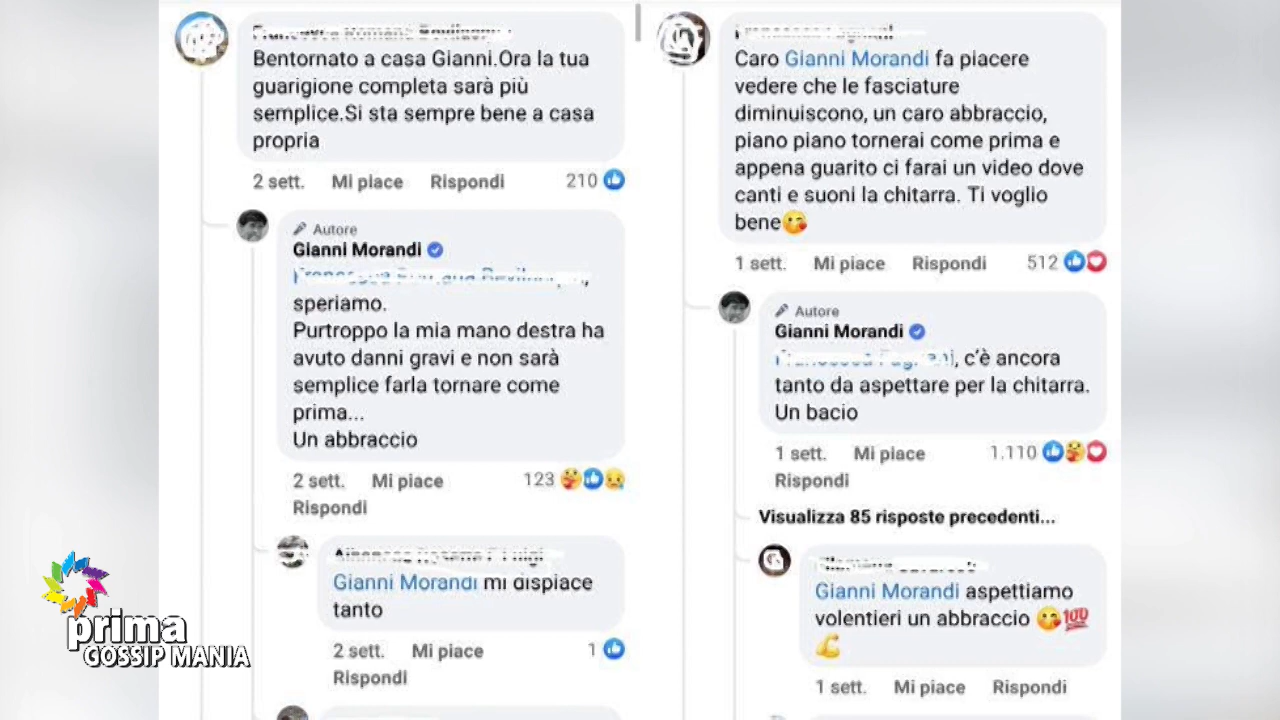 Bentornato a casa Gianni.Ora la tua
guarigione completa sarà più
semplice.Si sta sempre bene a casa
propria
2 sett. Mi piace Rispondi 210
Autore
Gianni Morandi
speriamo.
Purtroppo la mia mano destra ha
avuto danni gravi e non sarà
semplice farla tornare come
prima...
Un abbraccio
2 sett. Mi piace 123
Rispondi
Gianni Morandi mi dispiace
tanto
2 sett. Mi piace 1
Rispondi
Caro Gianni Morandi fa piacere
vedere che le fasciature
diminuiscono, un caro abbraccio,
piano piano tornerai come prima e
appena guarito ci farai un video dove
canti e suoni la chitarra. Ti voglio
bene😘
1 sett. Mi piace Rispondi 512
Autore
Gianni Morandi
, c'è ancora
tanto da aspettare per la chitarra.
Un bacio
1 sett. Mi piace 1.110
Rispondi
Visualizza 85 risposte precedenti...
Gianni Morandi aspettiamo
volentieri un abbraccio 😘💯
💪
1 sett. Mi piace Rispondi
prima
GOSSIP MANIA